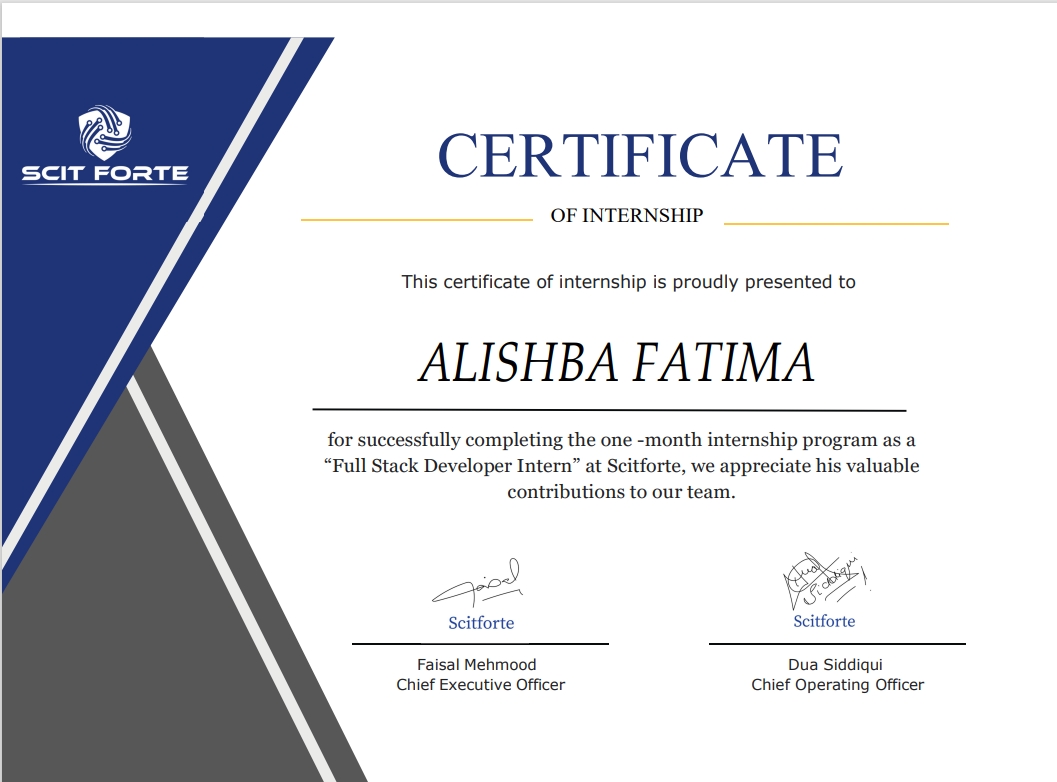 SCIT FORTE
CERTIFICATE
OF INTERNSHIP
This certificate of internship is proudly presented to
ALISHBA FATIMA
for successfully completing the one -month internship program as a
“Full Stack Developer Intern” at Scitforte, we appreciate his valuable
contributions to our team.
Faisal
Scitforte
Faisal Mehmood
Chief Executive Officer
Dua Siddiqui
Scitforte
Dua Siddiqui
Chief Operating Officer